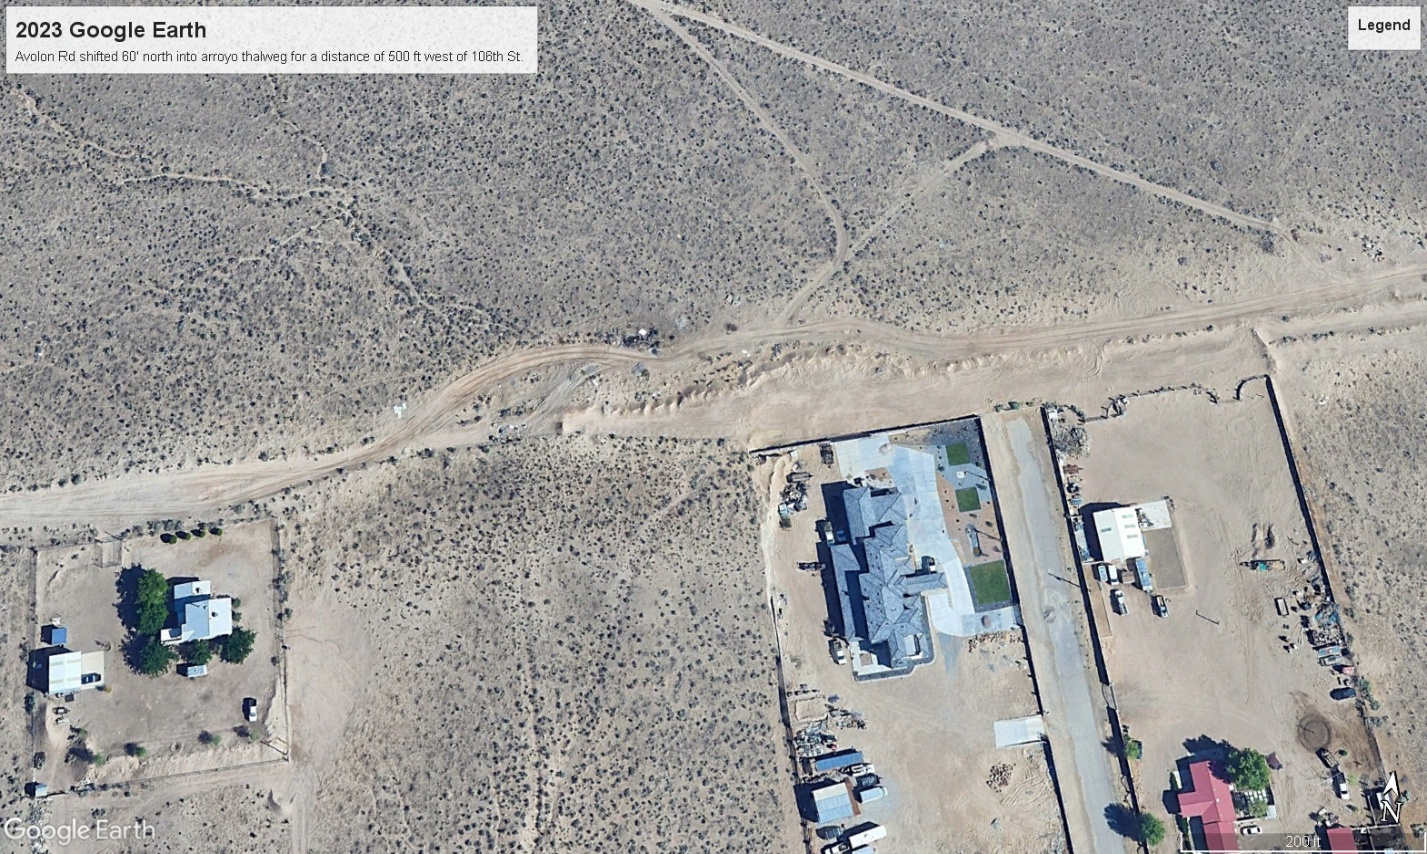 2023 Google Earth
Avolon Rd shifted 60' north into arroyo thalweg for a distance of 500 ft west of 106th St.
Legend
Google Earth
N
200 ft